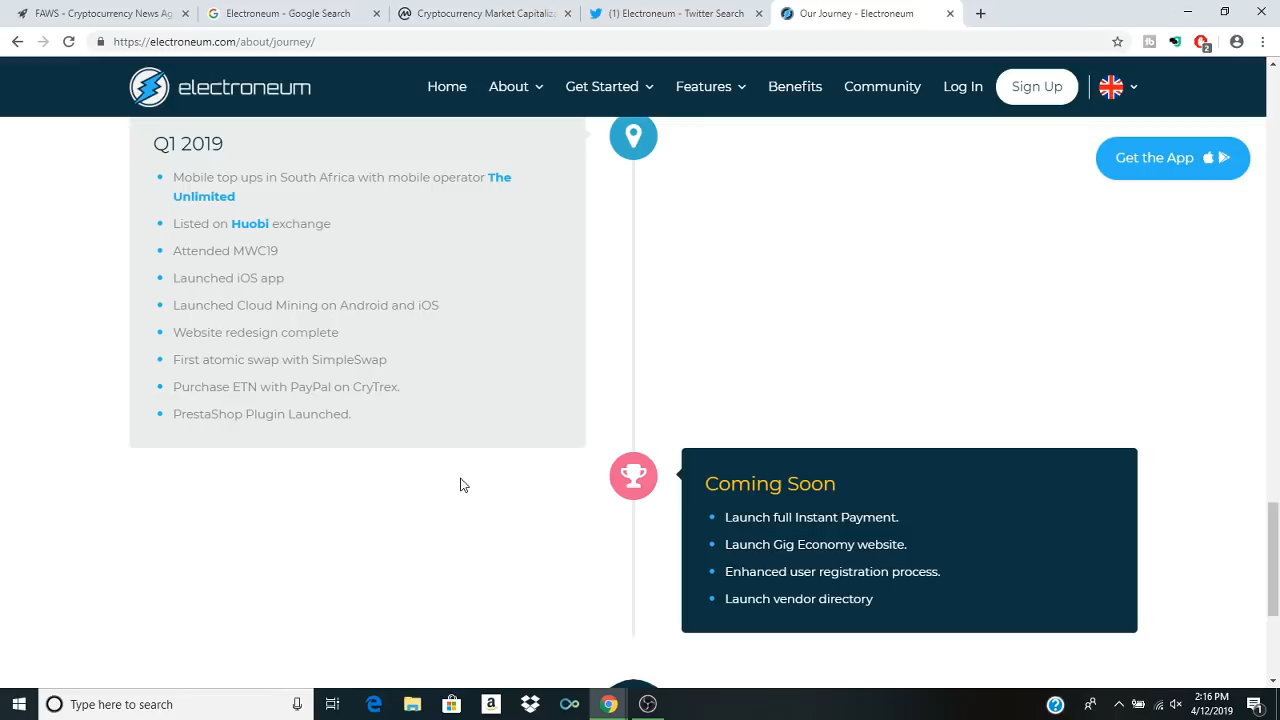 FAWS - Cryptocurrency News Ag
Electroneum - Google Search
Cryptocurrency Market Capitaliz
(1) Electroneum - Twitter Search
Our Journey - Electroneum
https://electroneum.com/about/journey/
2
electroneum
Home
About
Get Started
Features
Benefits
Community
Log In
Sign Up
Get the App
Q1 2019
Mobile top ups in South Africa with mobile operator The
Unlimited
Listed on Huobi exchange
Attended MWC19
Launched iOS app
Launched Cloud Mining on Android and iOS
Website redesign complete
First atomic swap with SimpleSwap
Purchase ETN with PayPal on CryTrex.
PrestaShop Plugin Launched.
Coming Soon
Launch full Instant Payment.
Launch Gig Economy website.
Enhanced user registration process.
Launch vendor directory
Type here to search
2:16 PM
4/12/2019